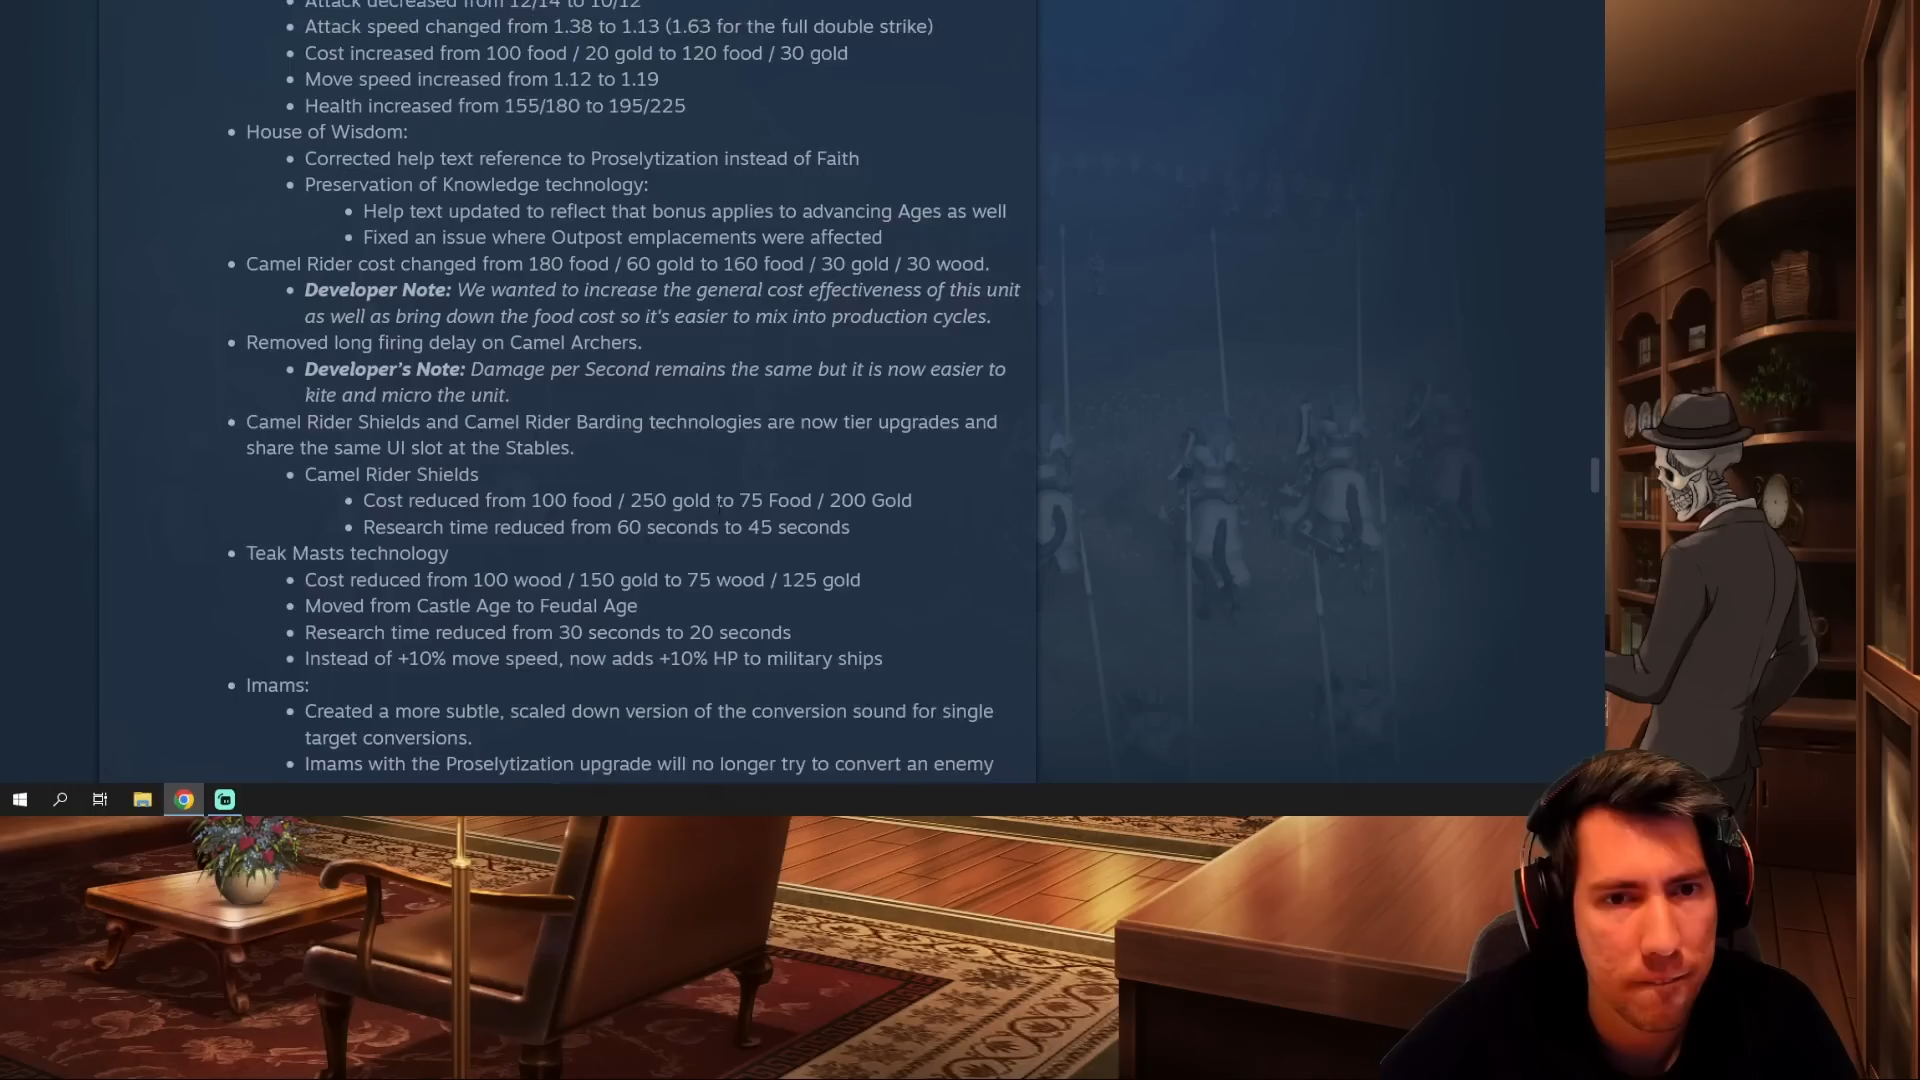 Attack decreased from 12/14 to 10/12
Attack speed changed from 1.38 to 1.13 (1.63 for the full double strike)
Cost increased from 100 food / 20 gold to 120 food / 30 gold
Move speed increased from 1.12 to 1.19
Health increased from 155/180 to 195/225
House of Wisdom:
Corrected help text reference to Proselytization instead of Faith
Preservation of Knowledge technology:
Help text updated to reflect that bonus applies to advancing Ages as well
Fixed an issue where Outpost emplacements were affected
Camel Rider cost changed from 180 food / 60 gold to 160 food / 30 gold / 30 wood.
Developer Note: We wanted to increase the general cost effectiveness of this unit
as well as bring down the food cost so it's easier to mix into production cycles.
Removed long firing delay on Camel Archers.
Developer’s Note: Damage per Second remains the same but it is now easier to
kite and micro the unit.
Camel Rider Shields and Camel Rider Barding technologies are now tier upgrades and
share the same UI slot at the Stables.
Camel Rider Shields
Cost reduced from 100 food / 250 gold to 75 Food / 200 Gold
Research time reduced from 60 seconds to 45 seconds
Teak Masts technology
Cost reduced from 100 wood / 150 gold to 75 wood / 125 gold
Moved from Castle Age to Feudal Age
Research time reduced from 30 seconds to 20 seconds
Instead of +10% move speed, now adds +10% HP to military ships
Imams:
Created a more subtle, scaled down version of the conversion sound for single
target conversions.
Imams with the Proselytization upgrade will no longer try to convert an enemy